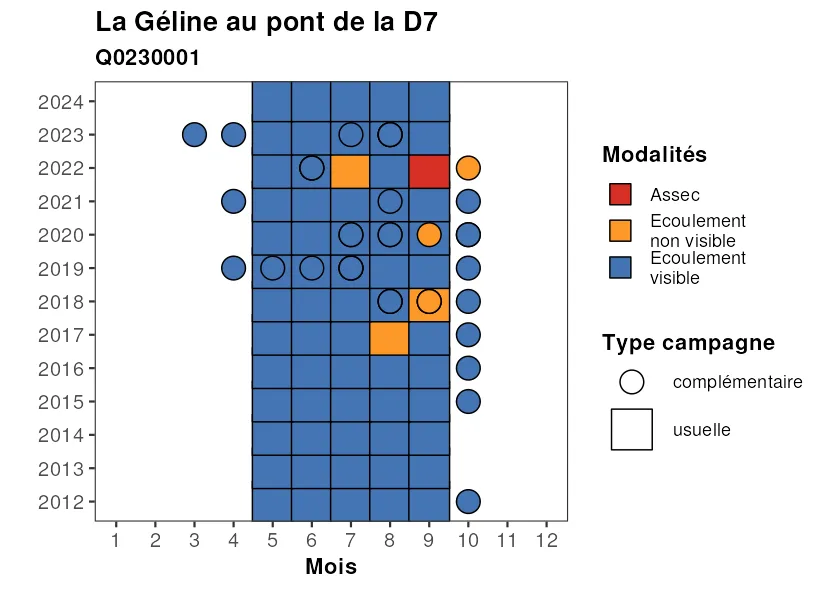 La Géline au pont de la D7
Q0230001
2024
2023
2022
2021
2020
2019
2018
2017
2016
2015
2014
2013
2012
1 2 3 4 5 6 7 8 9 10 11 12
Mois
Modalités
Assec
Ecoulement
non visible
Ecoulement
visible
Type campagne
complémentaire
usuelle